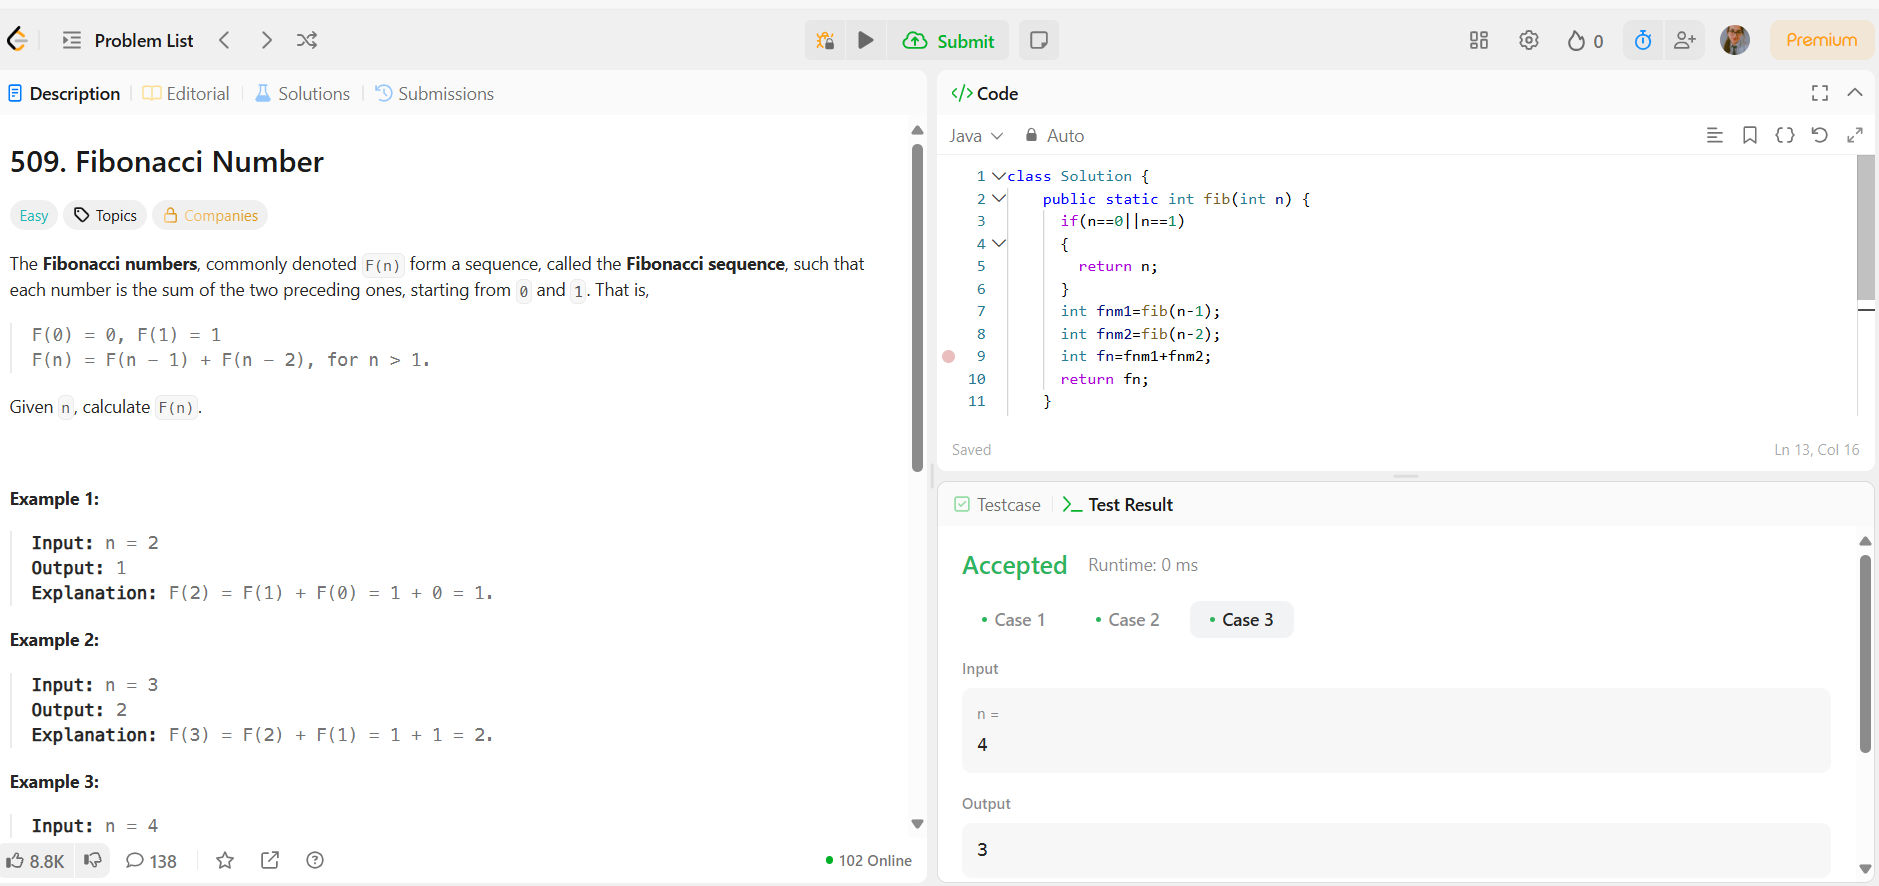 Problem List
Submit
0
Premium
Description
Editorial
Solutions
Submissions
509. Fibonacci Number
Easy
Topics
Companies
The Fibonacci numbers, commonly denoted F(n) form a sequence, called the Fibonacci sequence, such that
each number is the sum of the two preceding ones, starting from 0 and 1. That is,
F(0) = 0, F(1) = 1
F(n) = F(n - 1) + F(n - 2), for n > 1.
Given n, calculate F(n).
Example 1:
Input: n = 2
Output: 1
Explanation: F(2) = F(1) + F(0) = 1 + 0 = 1.
Example 2:
Input: n = 3
Output: 2
Explanation: F(3) = F(2) + F(1) = 1 + 1 = 2.
Example 3:
Input: n = 4
8.8K
138
102 Online
</> Code
Java
Auto
1 class Solution {
2 public static int fib(int n) {
3 if(n==0||n==1)
4 {
5 return n;
6 }
7 int fnm1=fib(n-1);
8 int fnm2=fib(n-2);
9 int fn=fnm1+fnm2;
10 return fn;
11 }
Saved
Ln 13, Col 16
Testcase
Test Result
Accepted
Runtime: 0 ms
• Case 1
• Case 2
• Case 3
Input
n =
4
Output
3